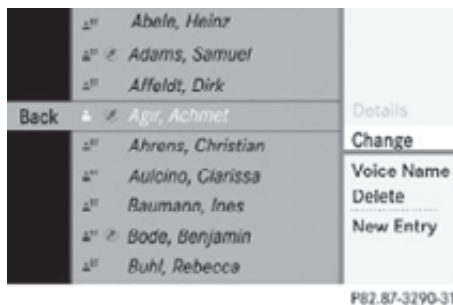 Abele, Heinz
Adams, Samuel
Affeldt, Dirk
Back Agır, Achmet Details
Ahrens, Christian Change
Aulcino, Clarissa Voice Name
Baumann, Ines Delete
Bode, Benjamin New Entry
Buhl, Rebecca
P82.87-3290-31